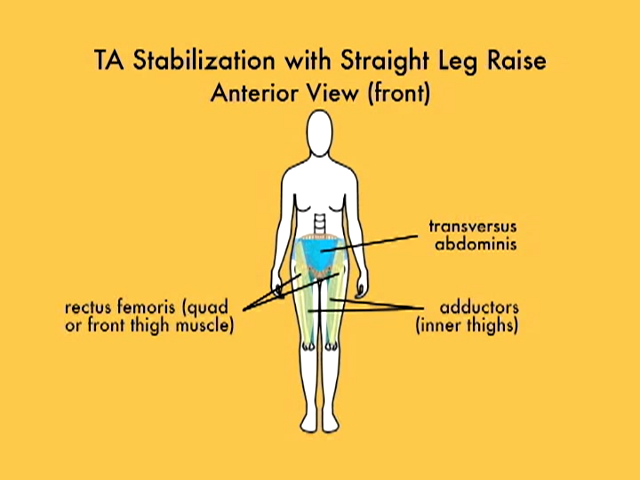 TA Stabilization with Straight Leg Raise
Anterior View (front)
transversus
abdominis
rectus femoris (quad
or front thigh muscle)
adductors
(inner thighs)